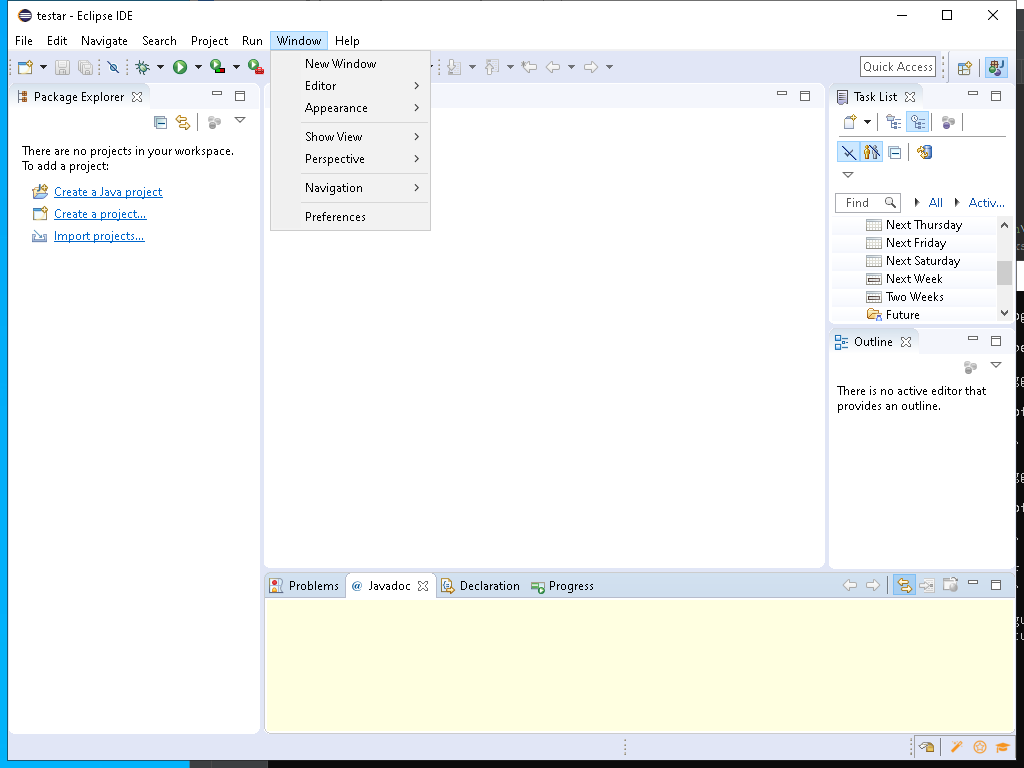 testar - Eclipse IDE
File Edit Navigate Search Project Run Window Help
Quick Access
New Window
Editor
Appearance
Show View
Perspective
Navigation
Preferences
Package Explorer
There are no projects in your workspace.
To add a project:
Create a Java project
Create a project...
Import projects...
Task List
Find All Activ...
Next Thursday
Next Friday
Next Saturday
Next Week
Two Weeks
Future
Outline
There is no active editor that
provides an outline.
Problems @ Javadoc Declaration Progress